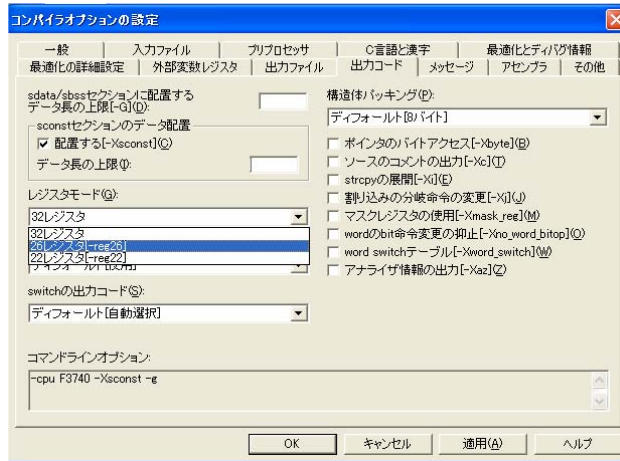 コンパイラオプションの設定
一般 入力ファイル プリプロセッサ C言語と漢字 最適化とディバグ情報
最適化の詳細設定 外部変数レジスタ 出力ファイル 出力コード メッセージ アセンブラ その他
sdata/sbssセクションに配置する
データ長の上限[-G](D):
sconstセクションのデータ配置
配置する[-Xsconst](C)
データ長の上限(I):
レジスタモード(G):
32レジスタ
32レジスタ
26レジスタ[-reg26]
22レジスタ[-reg22]
ディフォールト[使用]
switchの出力コード(S):
ディフォールト[自動選択]
構造体パッキング(P):
ディフォールト[8バイト]
ポインタのバイトアクセス[-Xbyte](B)
ソースのコメントの出力[-Xc](T)
strcpyの展開[-Xi](E)
割り込みの分岐命令の変更[-Xj](J)
マスクレジスタの使用[-Xmask_reg](M)
wordのbit命令変更の抑止[-Xno_word_bitop](O)
word switchテーブル[-Xword_switch](W)
アナライザ情報の出力[-Xaz](Z)
コマンドラインオプション:
-cpu F3740 -Xsconst -g
OK キャンセル 適用(A) ヘルプ